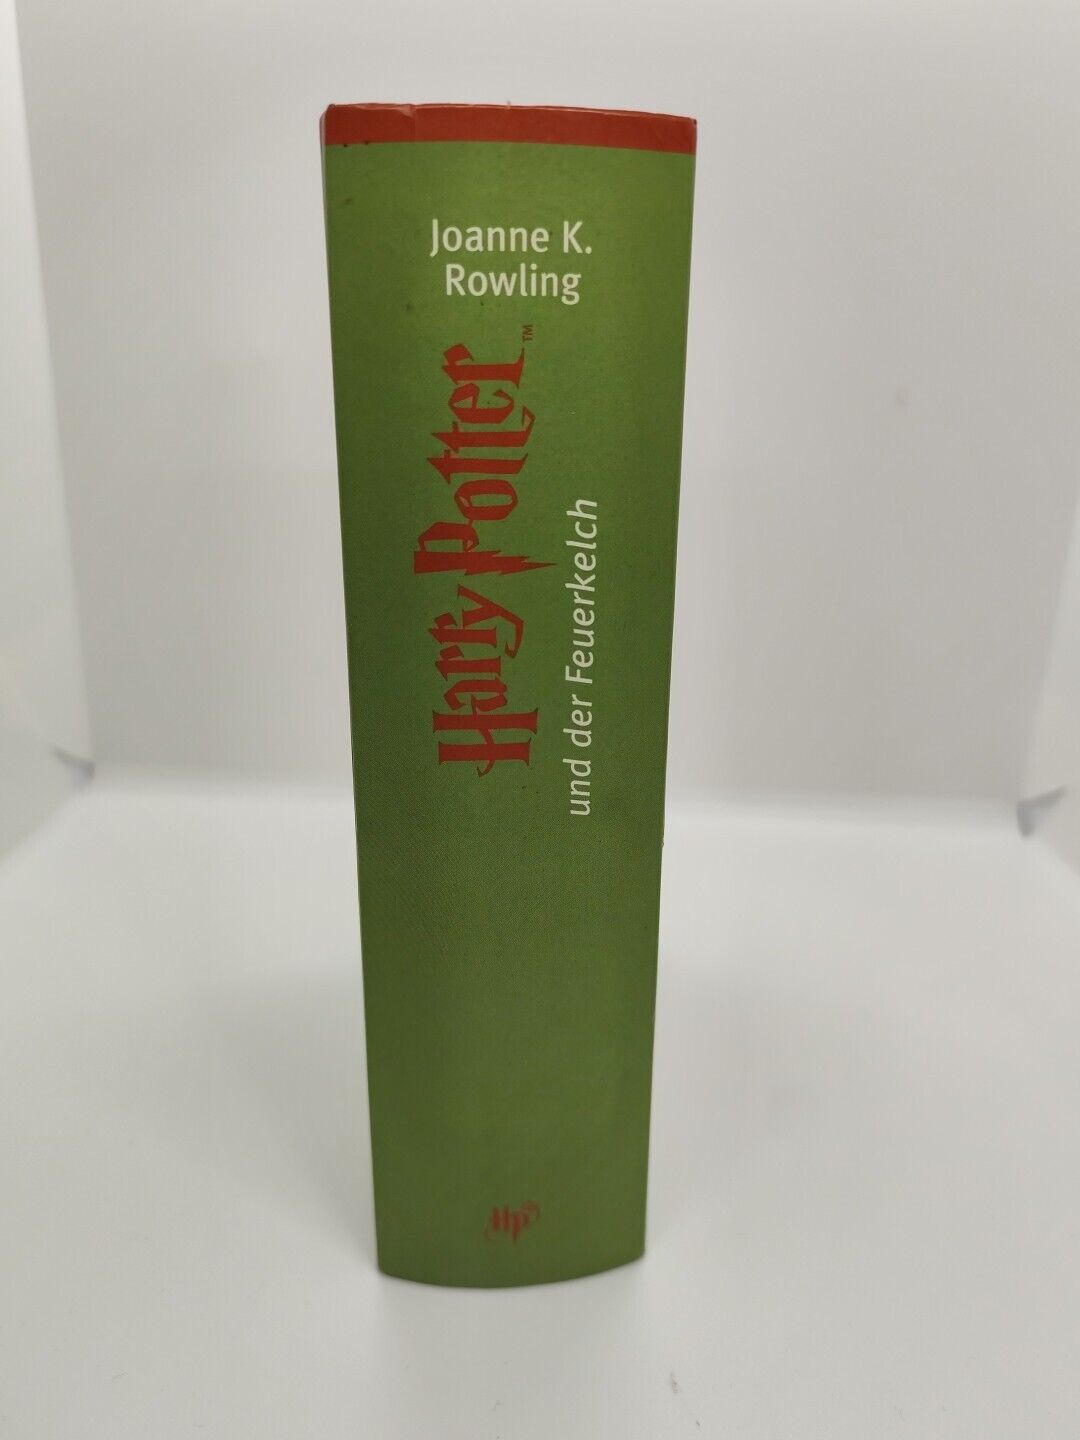 Joanne K.
Rowling
Harry Potter™
und der Feuerkelch
Hp